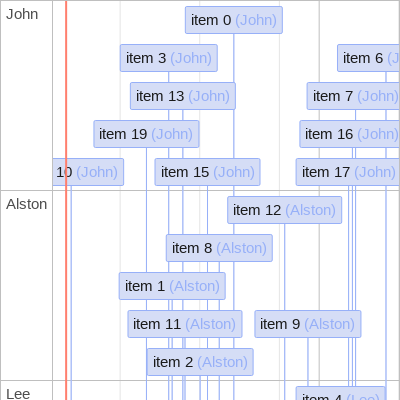 John
item 0 (John)
item 3 (John)
item 6 (J
item 13 (John)
item 7 (John)
item 19 (John)
item 16 (John)
10 (John)
item 15 (John)
item 17 (John)
Alston
item 12 (Alston)
item 8 (Alston)
item 1 (Alston)
item 11 (Alston)
item 9 (Alston)
item 2 (Alston)
Lee
item 4 (Lee)